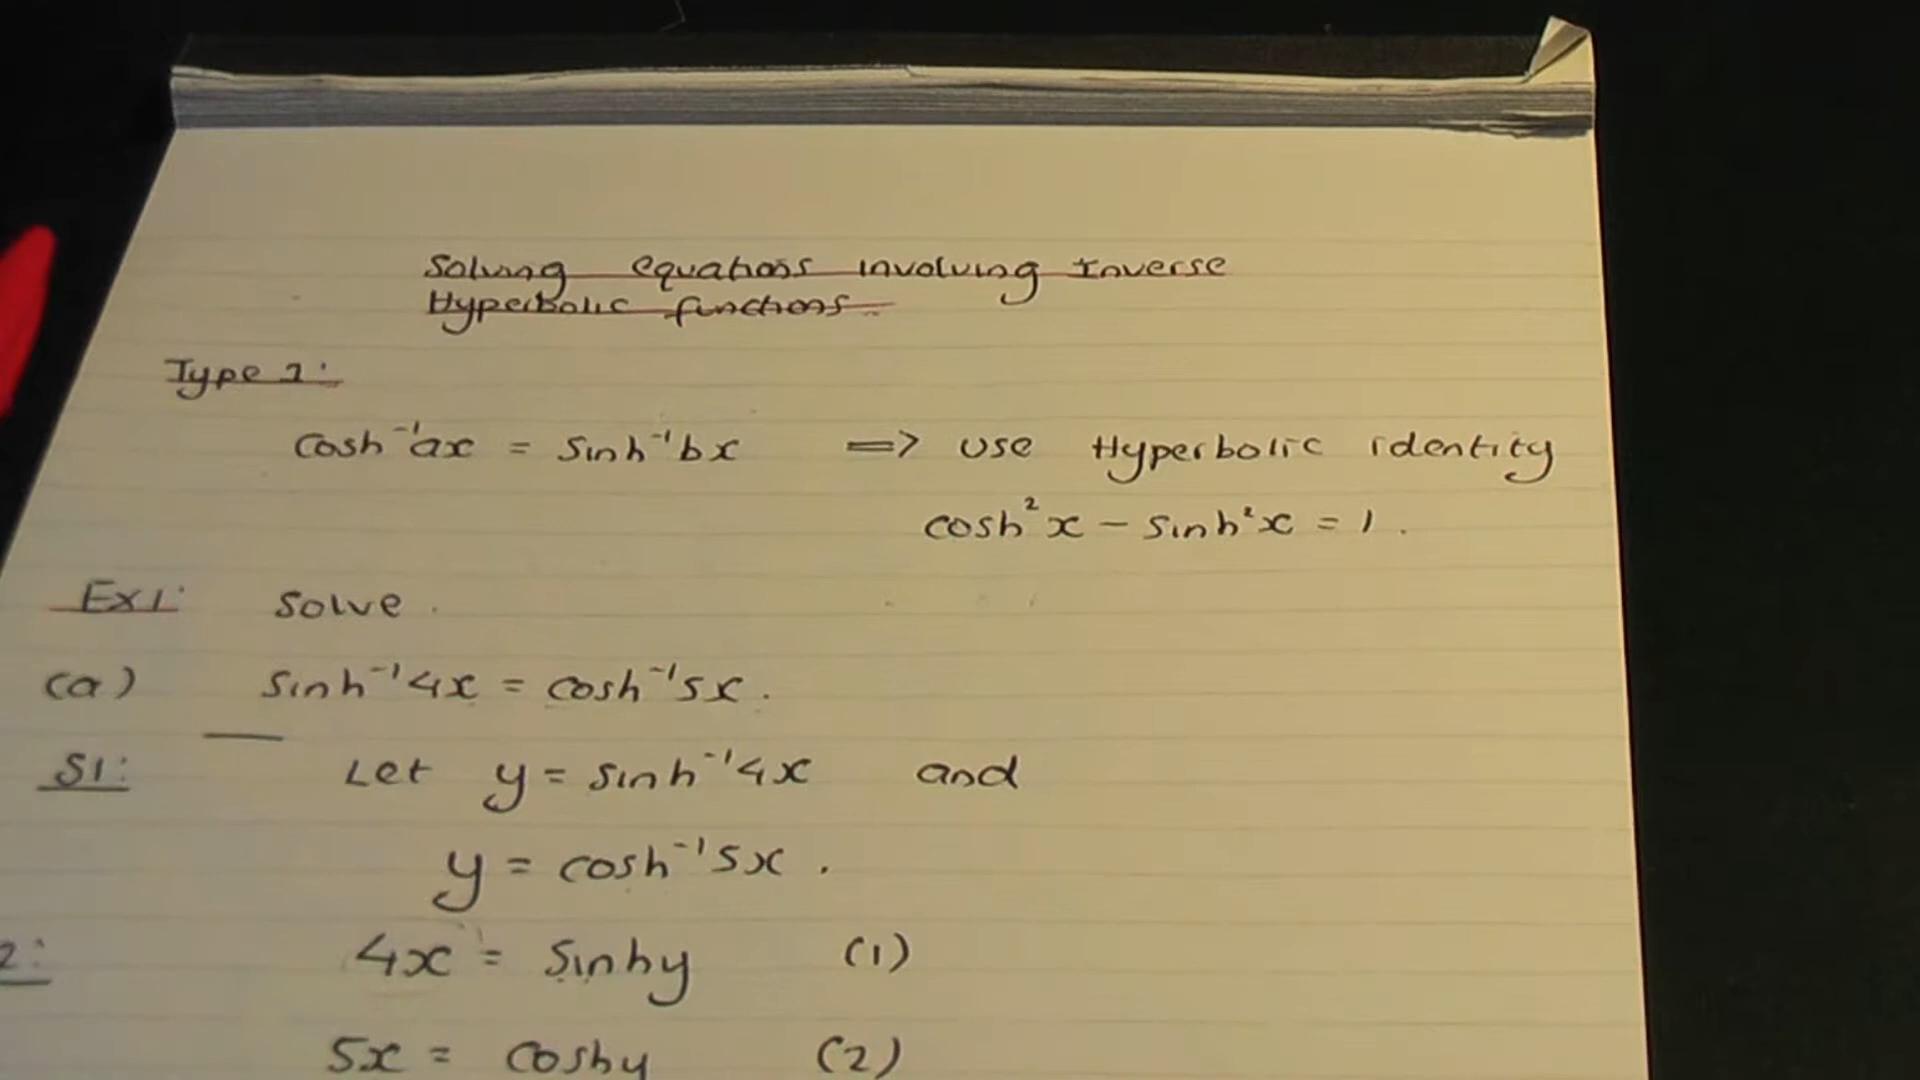 Solving equations involving Inverse
Hyperbolic functions.
Type 1:
cosh⁻¹ax = sinh⁻¹bx => use Hyperbolic identity
cosh²x - sinh²x = 1.
Ex1: Solve.
(a) sinh⁻¹4x = cosh⁻¹5x.
S1: Let y = sinh⁻¹4x and
y = cosh⁻¹5x.
2: 4x = sinhy (1)
5x = coshy (2)